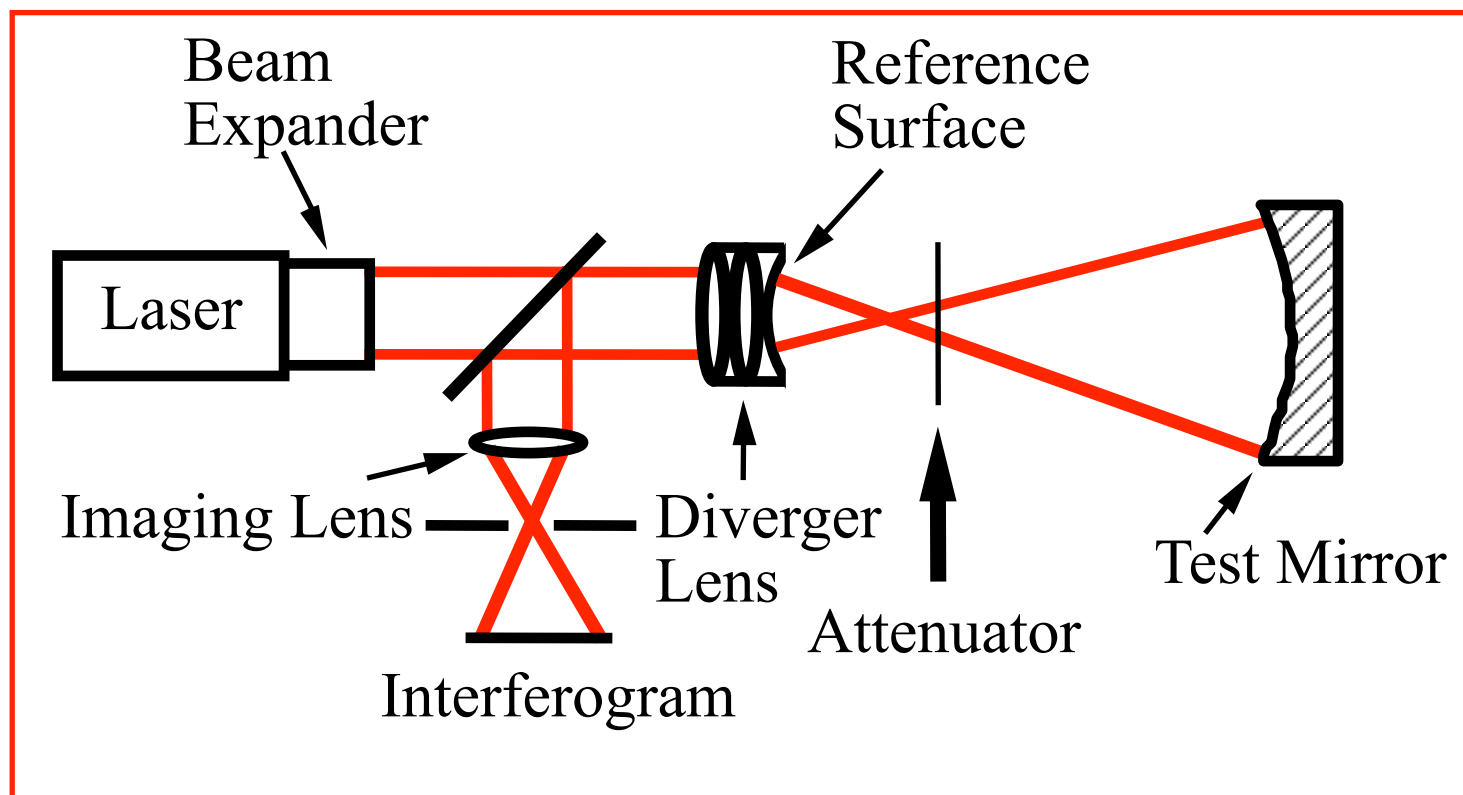 Beam
Expander
Reference
Surface
Laser
Imaging Lens
Diverger
Lens
Test Mirror
Attenuator
Interferogram